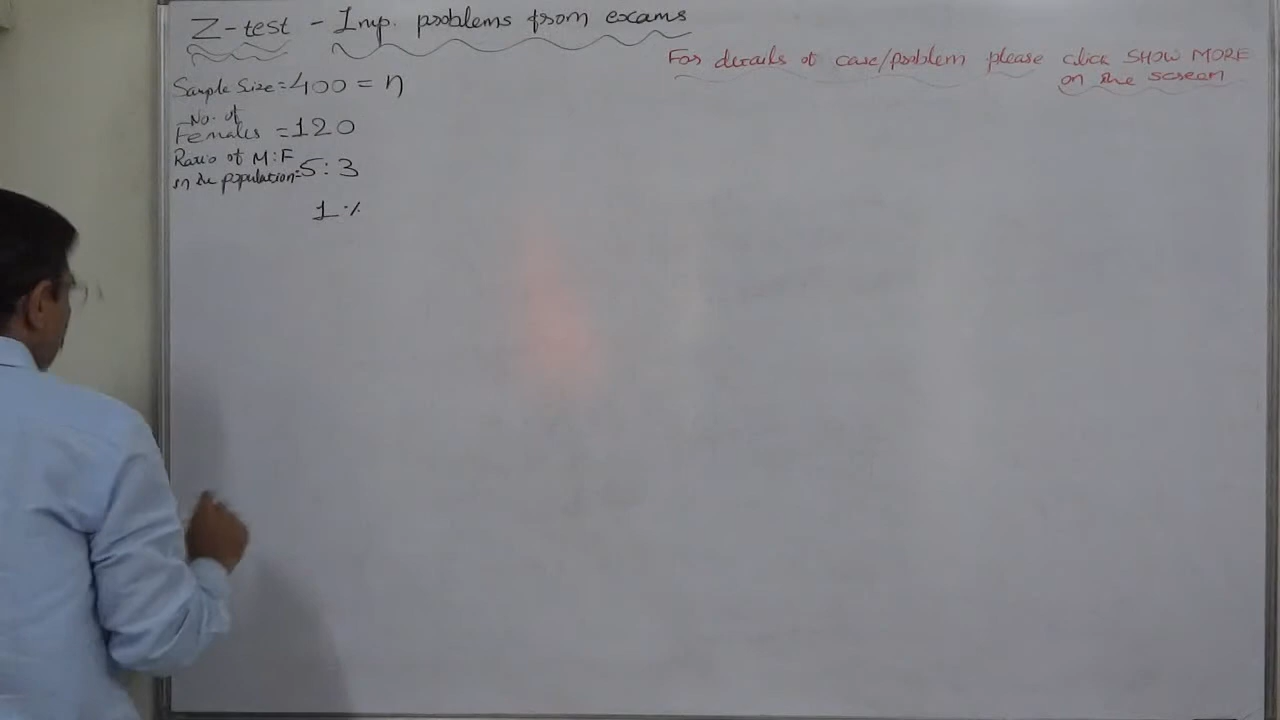 Z-test - Imp. problems from exams
For details of case/problem please click SHOW MORE
on the screen
Sample Size = 400 = n
No. of
Females = 120
Ratio of M:F
in the population = 5 : 3
1 %